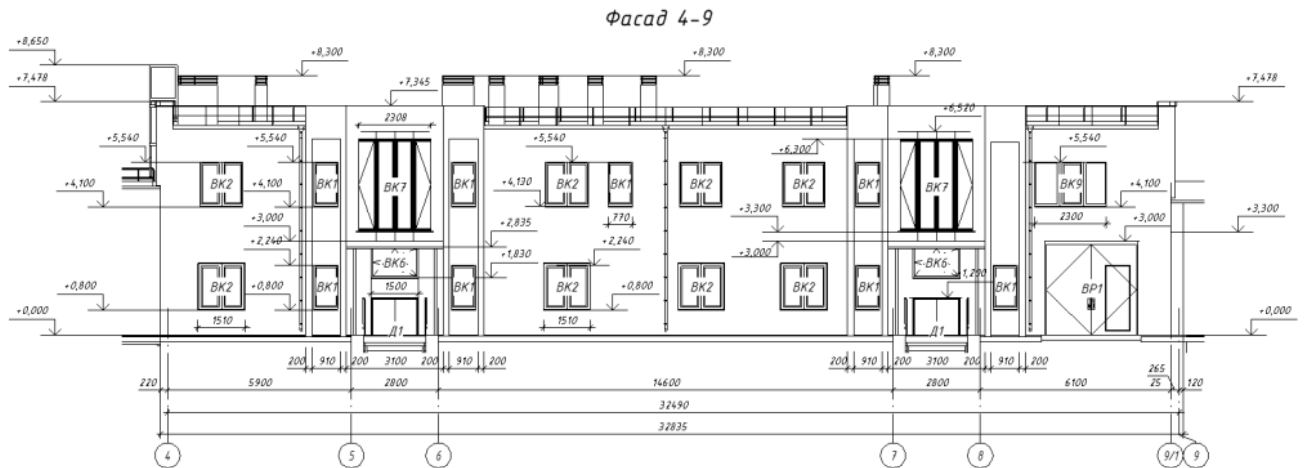 Фасад 4-9
+8,650
+8,300
+8,300
+8,300
+7,478
+7,345
+7,478
2308
+6,520
+5,540
+5,540
+5,540
+6,300
+5,540
ВК2
ВК1
ВК7
ВК1
ВК2
ВК1
ВК2
ВК2
ВК1
ВК7
ВК1
ВК9
+4,100
+4,100
+4,130
+4,100
770
2300
+3,000
+2,835
+3,300
+3,000
+3,300
+2,240
+2,240
+3,000
ВК6
+1,830
ВК6
1,200
ВК2
ВК1
1500
ВК1
ВК2
ВК2
ВК2
ВК1
ВК1
ВР1
+0,800
+0,800
+0,800
+0,000
1510
Д1
1510
Д1
+0,000
200 910 200 3100 200 910 200 200 910 200 3100 200 910 200
220 5900 2800 14600 2800 6100 265 25 120
32490
32835
4 5 6 7 8 9/1 9